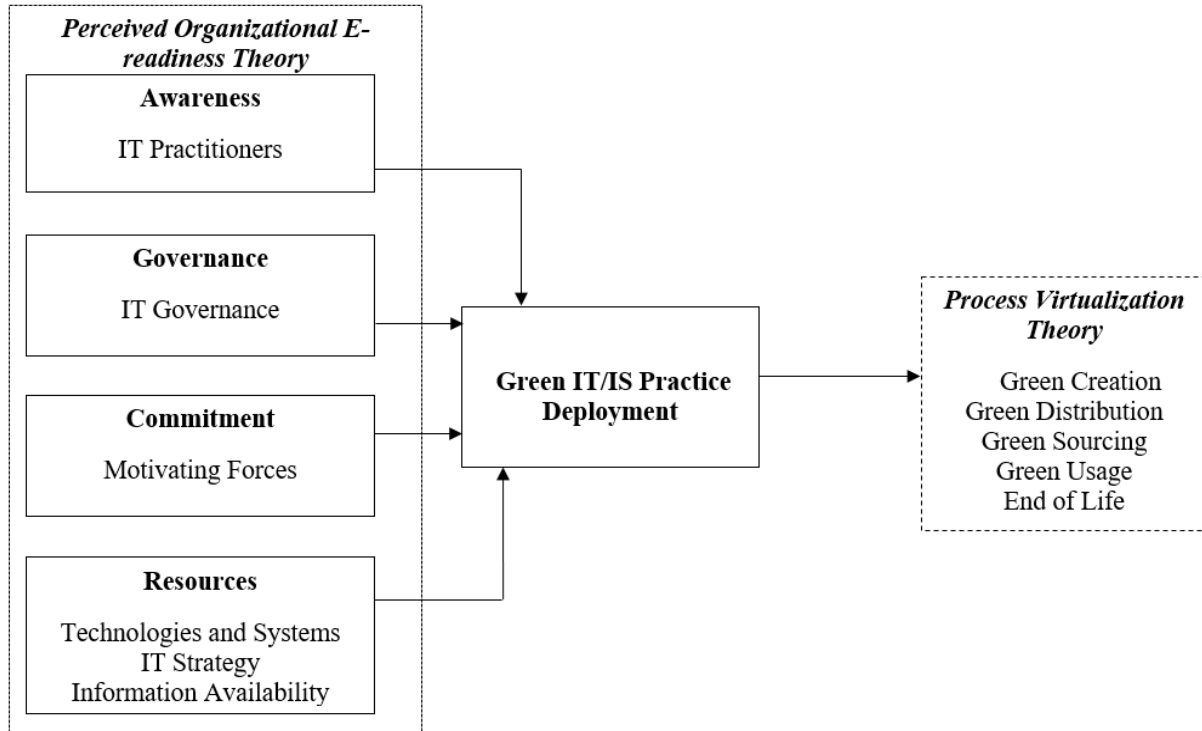 Perceived Organizational E-
readiness Theory
Awareness
IT Practitioners
Governance
IT Governance
Commitment
Motivating Forces
Resources
Technologies and Systems
IT Strategy
Information Availability
Green IT/IS Practice
Deployment
Process Virtualization
Theory
Green Creation
Green Distribution
Green Sourcing
Green Usage
End of Life